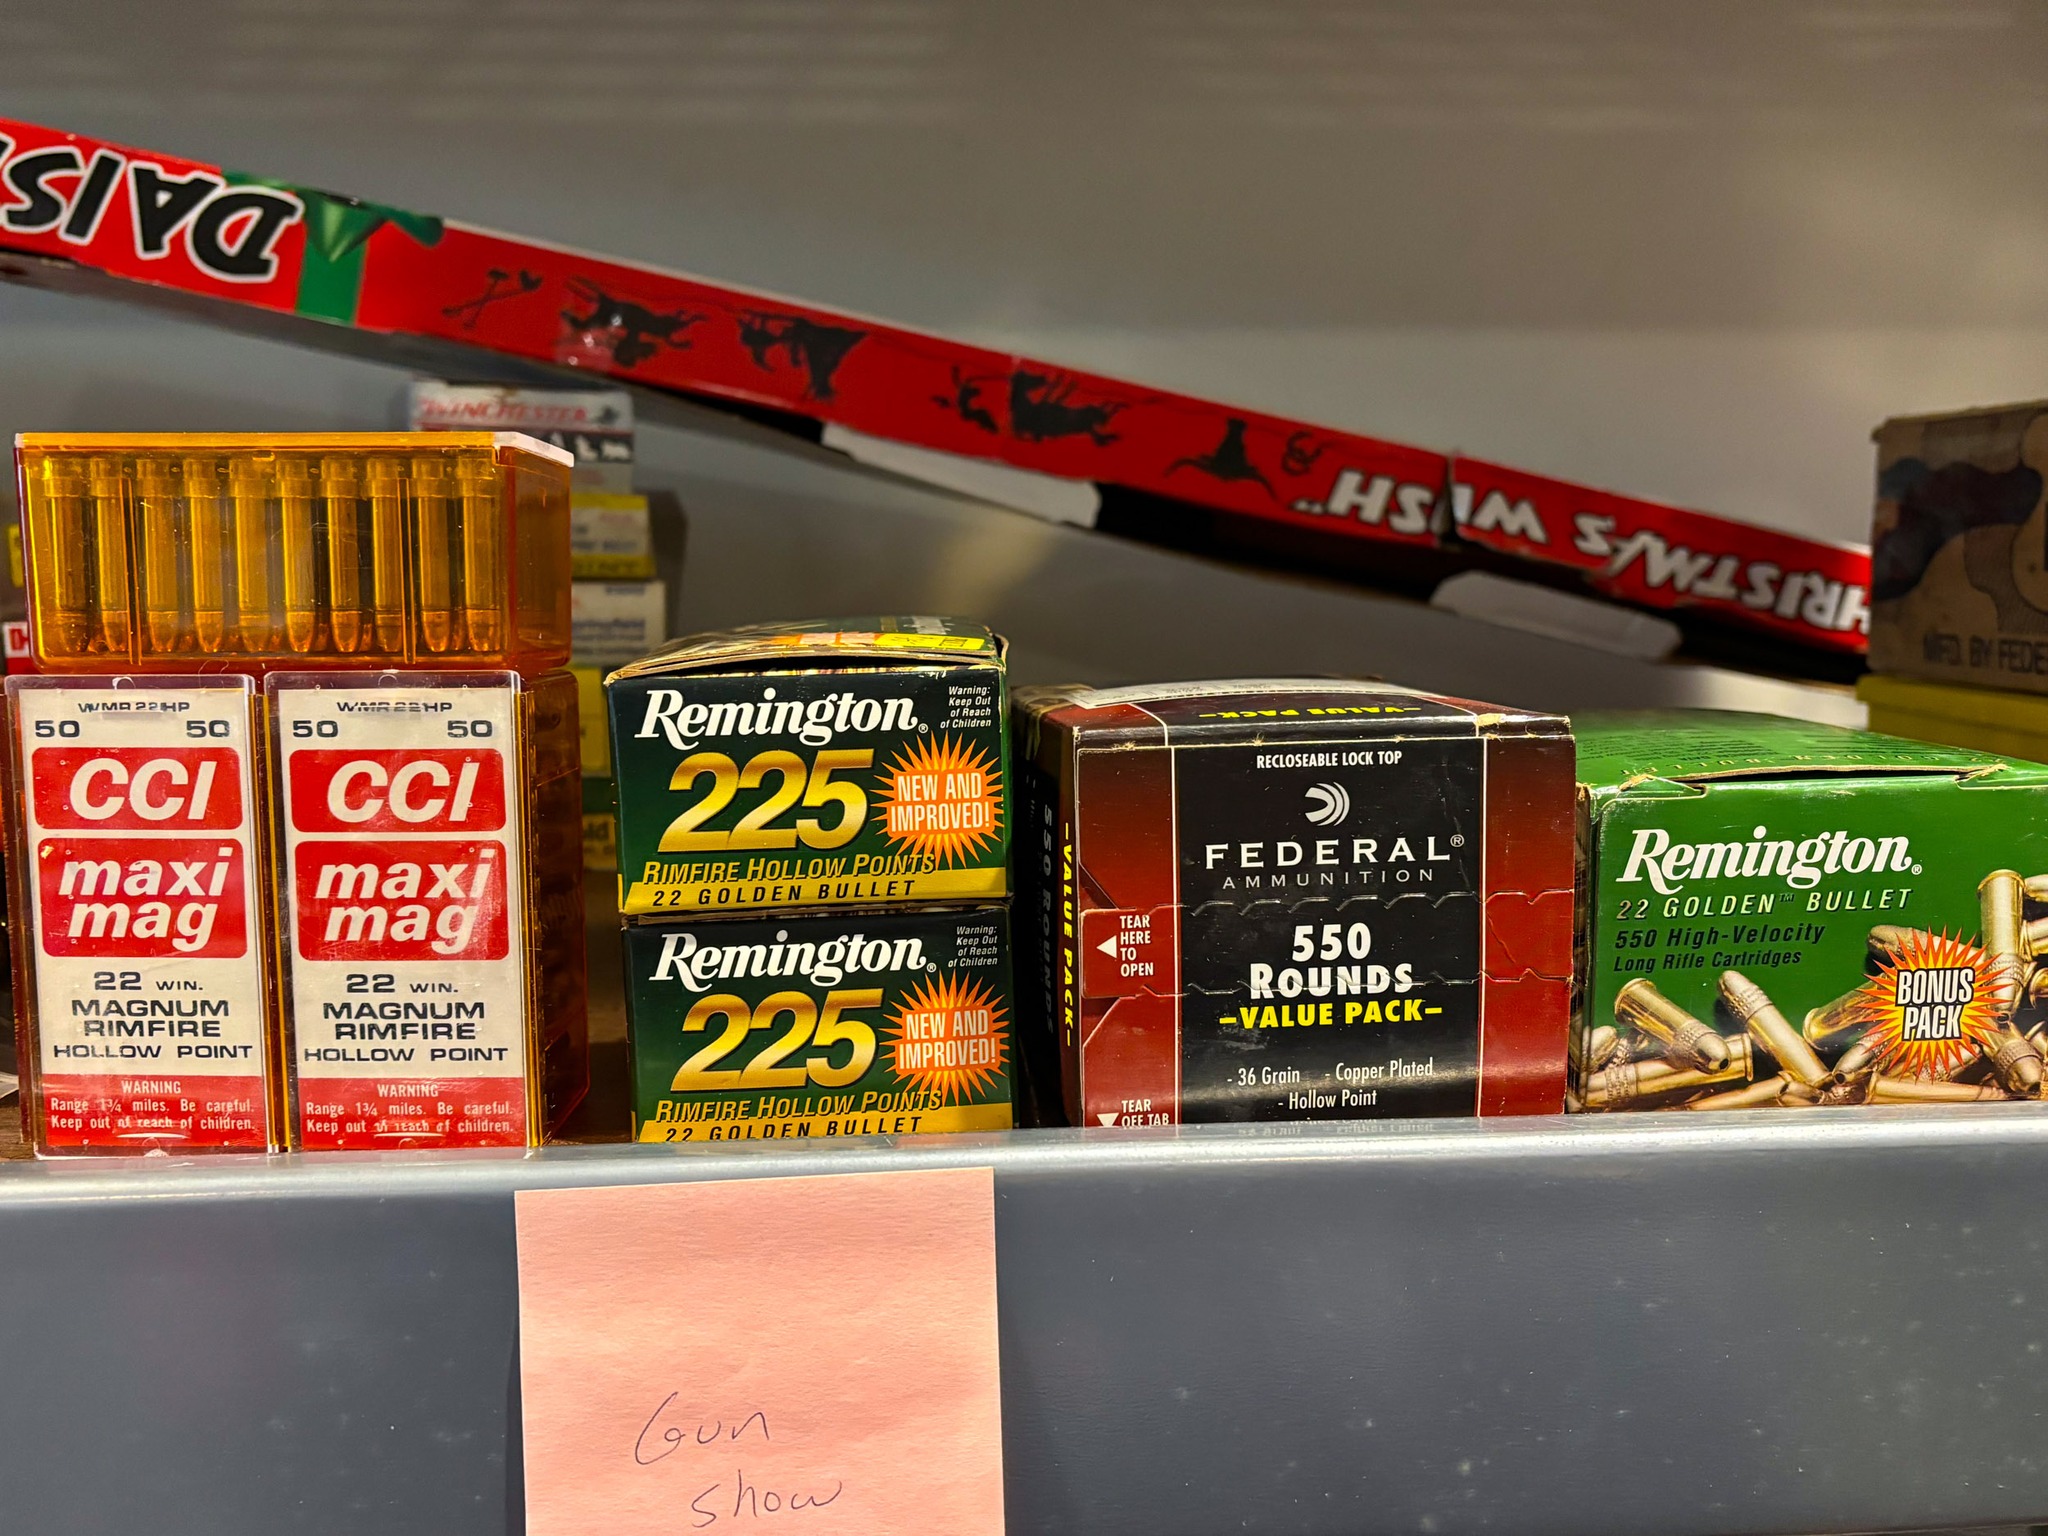 DAIS
HRISTMAS WISH"
WINCHESTER
MFD. BY FEDE
WMR 22HP
50 50
CCI
maxi
mag
22 WIN.
MAGNUM
RIMFIRE
HOLLOW POINT
WARNING
Range 1¾ miles. Be careful.
Keep out of reach of children.
WMR 22HP
50 50
CCI
maxi
mag
22 WIN.
MAGNUM
RIMFIRE
HOLLOW POINT
WARNING
Range 1¾ miles. Be careful.
Keep out of reach of children.
Remington®
Warning:
Keep Out
of Reach
of Children
225
NEW AND
IMPROVED!
RIMFIRE HOLLOW POINTS
22 GOLDEN BULLET
Remington®
Warning:
Keep Out
of Reach
of Children
225
NEW AND
IMPROVED!
RIMFIRE HOLLOW POINTS
22 GOLDEN BULLET
550 ROUNDS
-VALUE PACK-
-VALUE PACK-
RECLOSEABLE LOCK TOP
FEDERAL®
AMMUNITION
TEAR
HERE
TO
OPEN
550
ROUNDS
-VALUE PACK-
- 36 Grain - Copper Plated
- Hollow Point
TEAR
OFF TAB
Remington®
22 GOLDEN™ BULLET
550 High-Velocity
Long Rifle Cartridges
BONUS
PACK
Gun
show